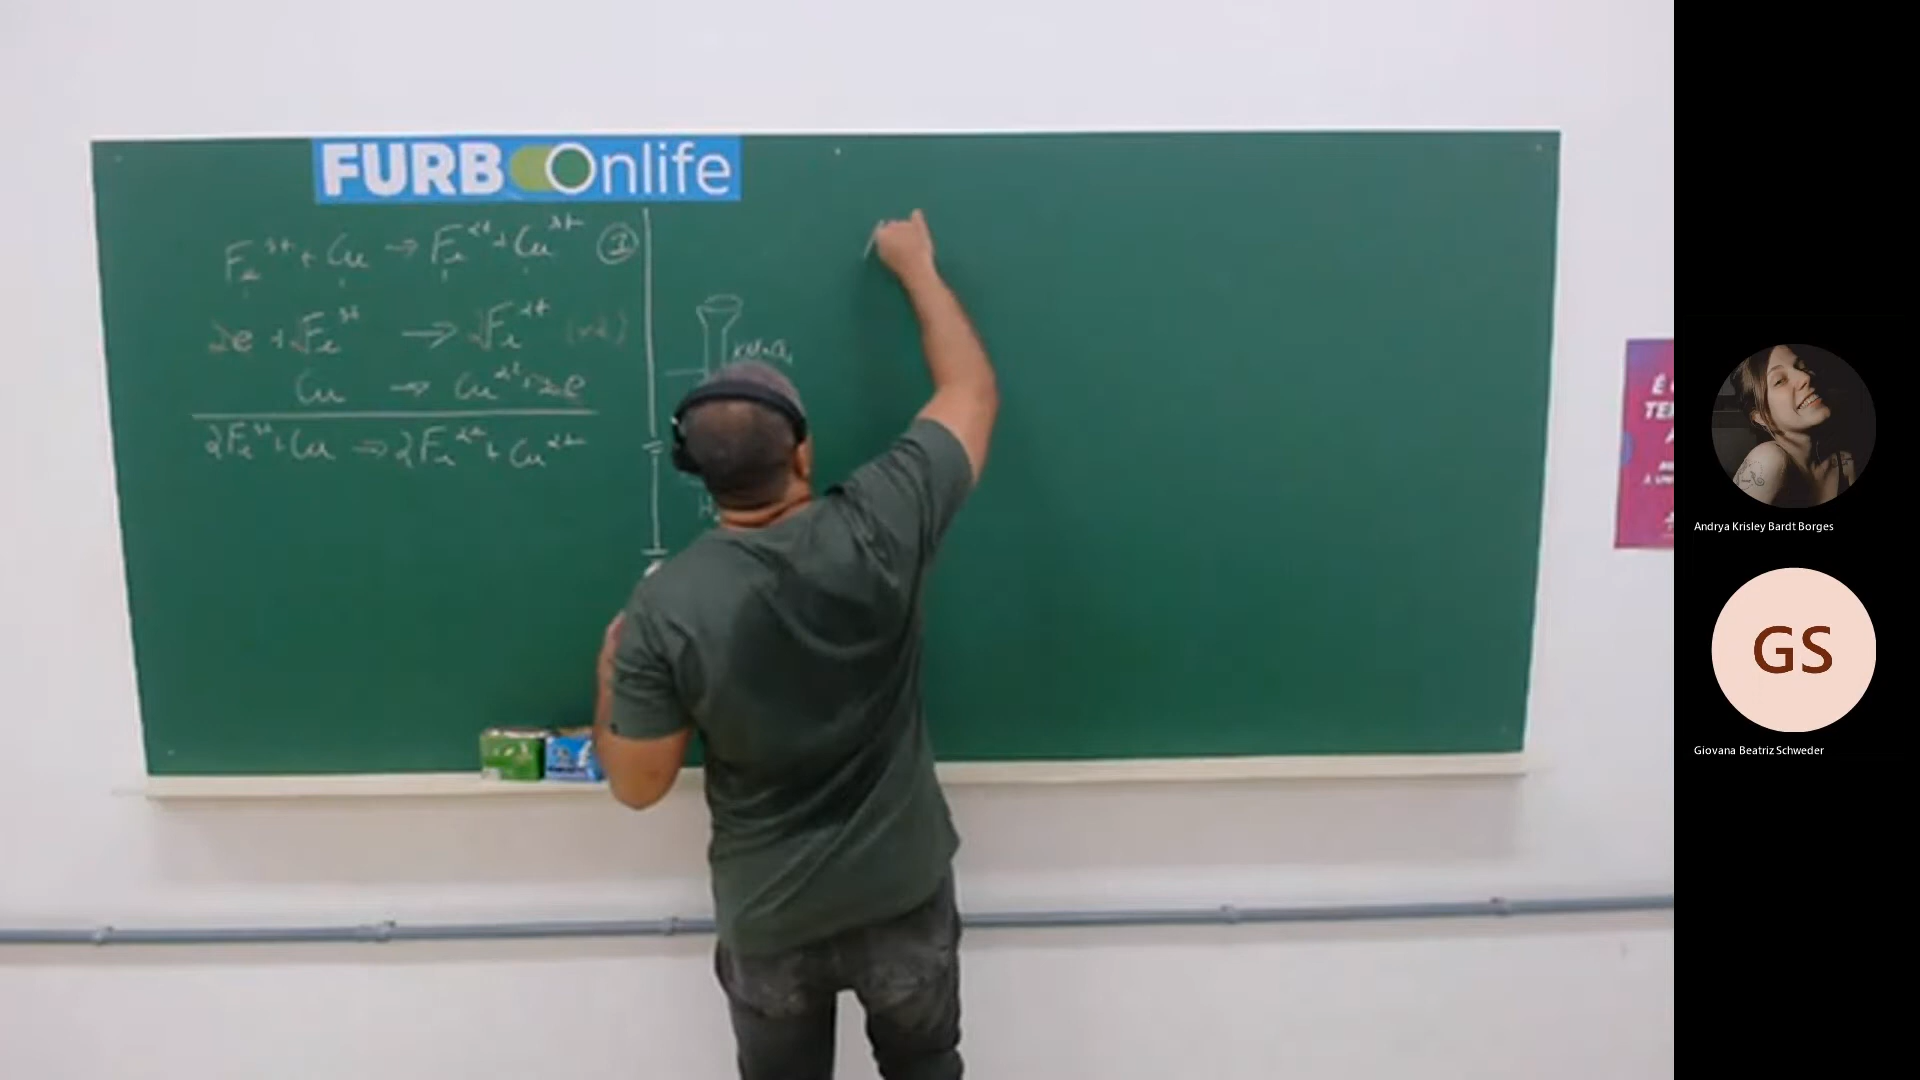 FURB Onlife
Fe³⁺ + Cu → Fe²⁺ + Cu²⁺ ①
2e + 2Fe³⁺ → 2Fe²⁺ (x2)
Cu → Cu²⁺ + 2e
2Fe³⁺ + Cu → 2Fe²⁺ + Cu²⁺
É
TE
A
Andrya Krisley Bardt Borges
GS
Giovana Beatriz Schweder